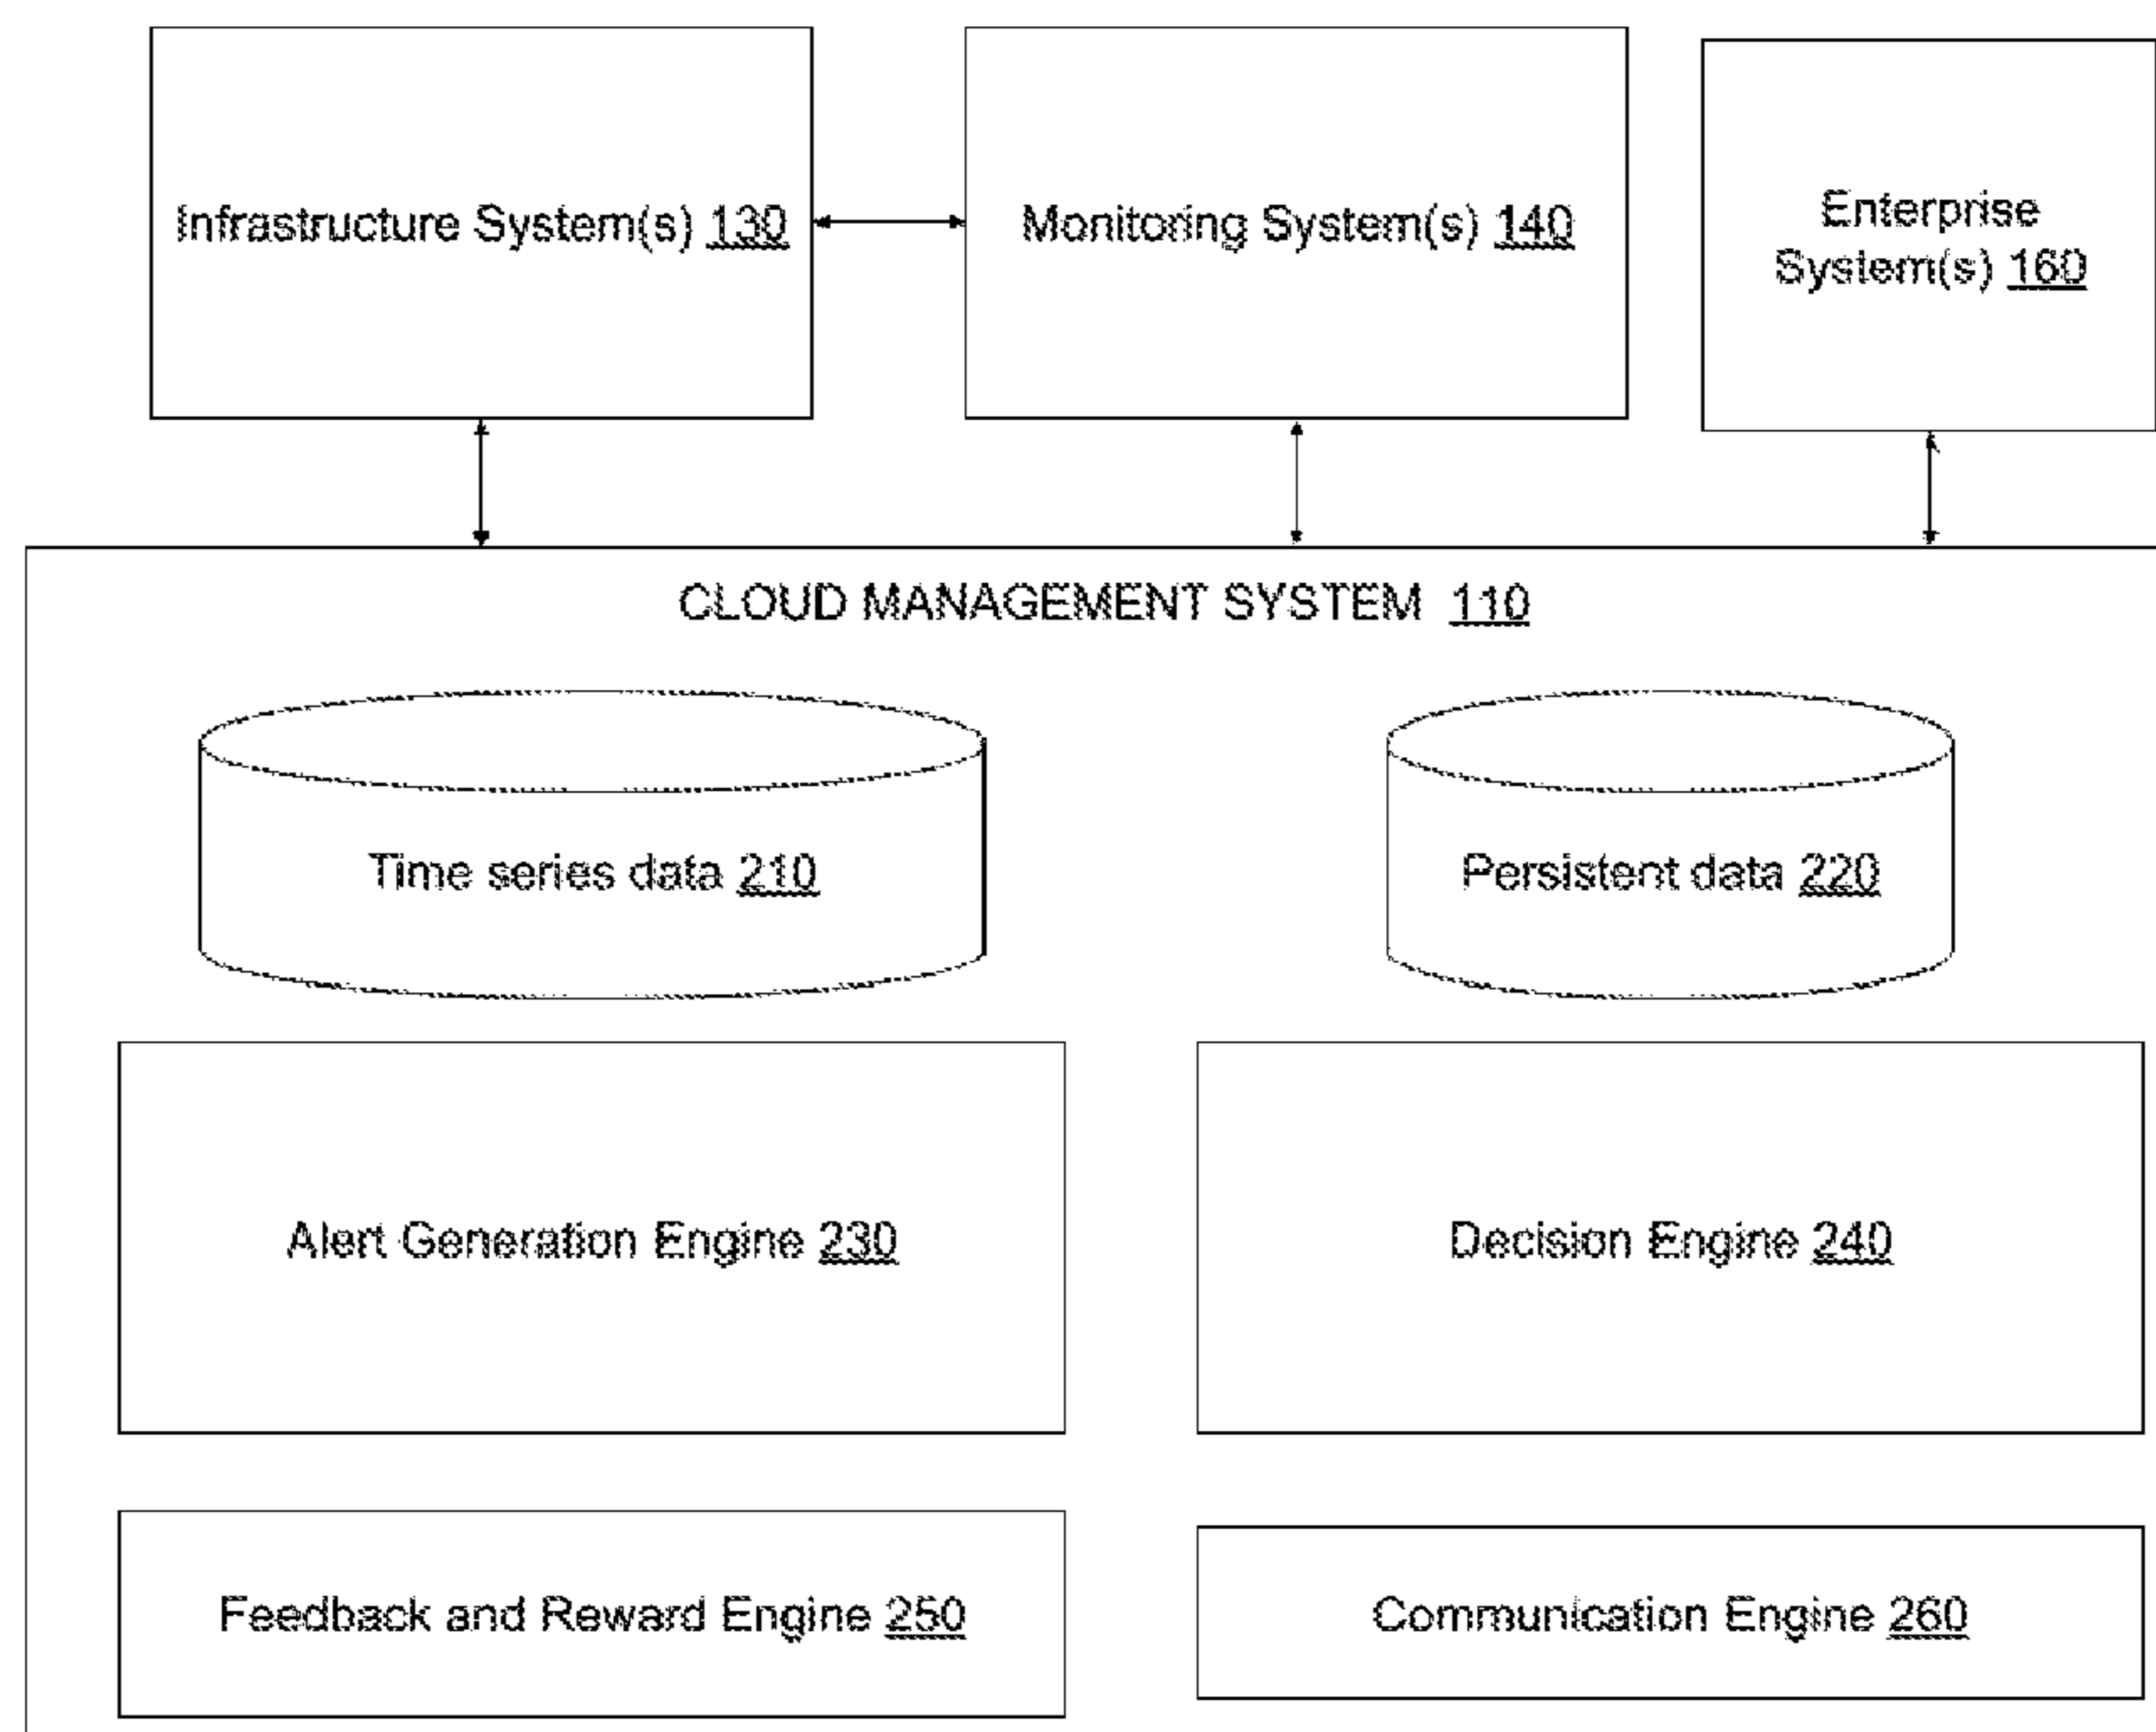 Infrastructure System(s) 130
Monitoring System(s) 140
Enterprise
System(s) 160
CLOUD MANAGEMENT SYSTEM 110
Time series data 210
Persistent data 220
Alert Generation Engine 230
Decision Engine 240
Feedback and Reward Engine 250
Communication Engine 260